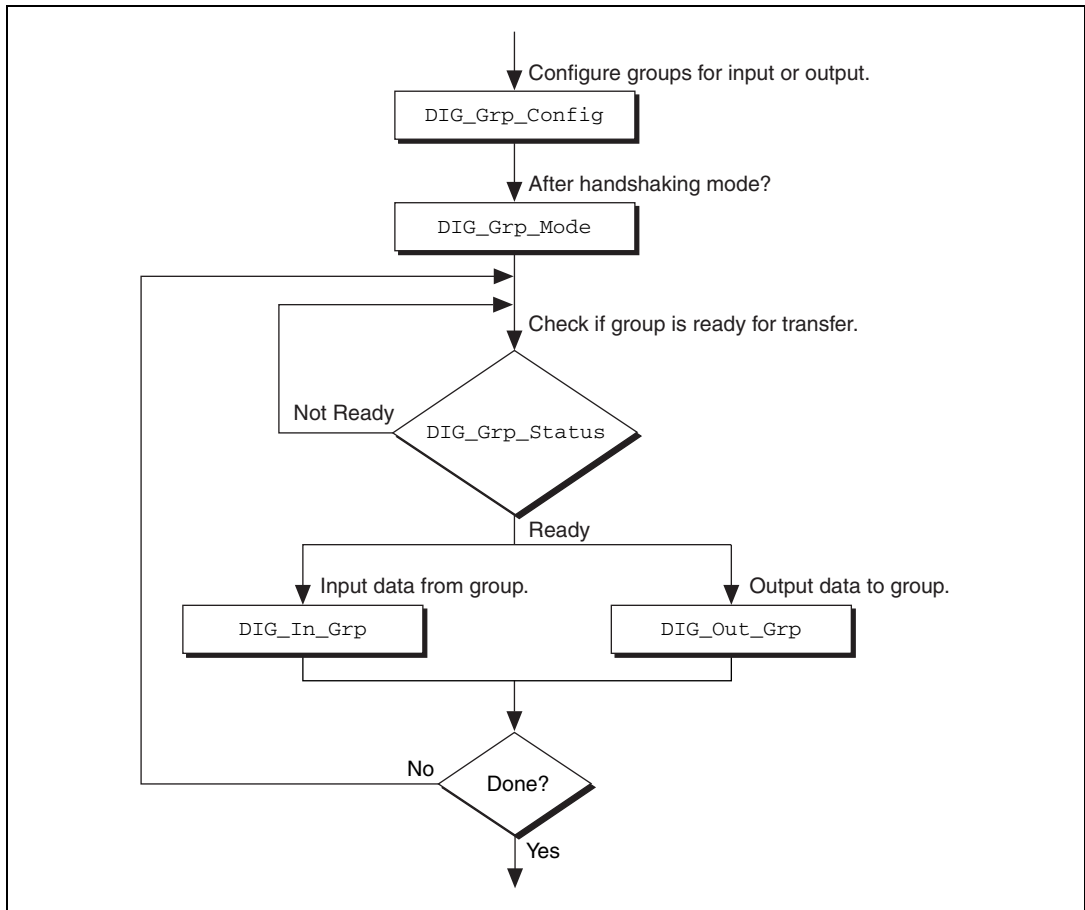 Configure groups for input or output.
DIG_Grp_Config
After handshaking mode?
DIG_Grp_Mode
Check if group is ready for transfer.
Not Ready
DIG_Grp_Status
Ready
Input data from group.
Output data to group.
DIG_In_Grp
DIG_Out_Grp
No
Done?
Yes